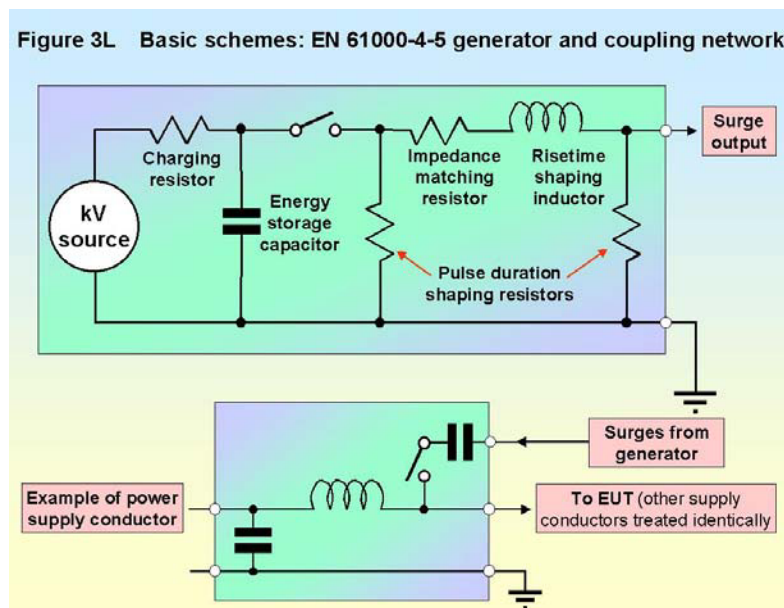 Figure 3L Basic schemes: EN 61000-4-5 generator and coupling network
Surge
output
Charging
resistor
Impedance
matching
resistor
Risetime
shaping
inductor
kV
source
Energy
storage
capacitor
Pulse duration
shaping resistors
Surges from
generator
Example of power
supply conductor
To EUT (other supply
conductors treated identically